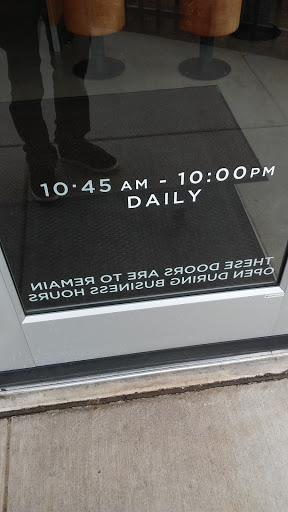 10:45 AM - 10:00PM
DAILY
THESE DOORS ARE TO REMAIN
OPEN DURING BUSINESS HOURS